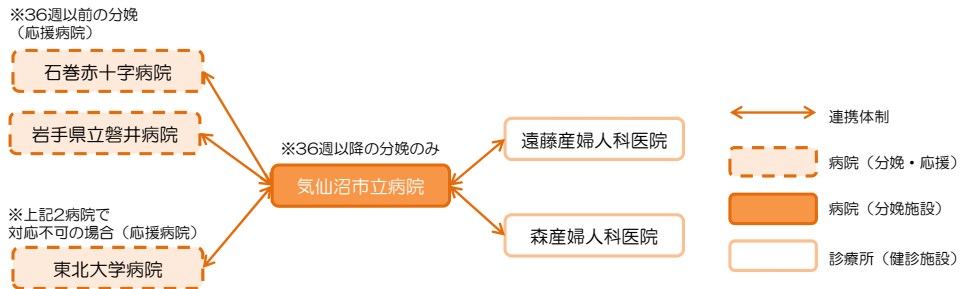 ※36週以前の分娩
（応援病院）
石巻赤十字病院
岩手県立磐井病院
※上記2病院で
対応不可の場合（応援病院）
東北大学病院
※36週以降の分娩のみ
気仙沼市立病院
遠藤産婦人科医院
森産婦人科医院
連携体制
病院（分娩・応援）
病院（分娩施設）
診療所（健診施設）